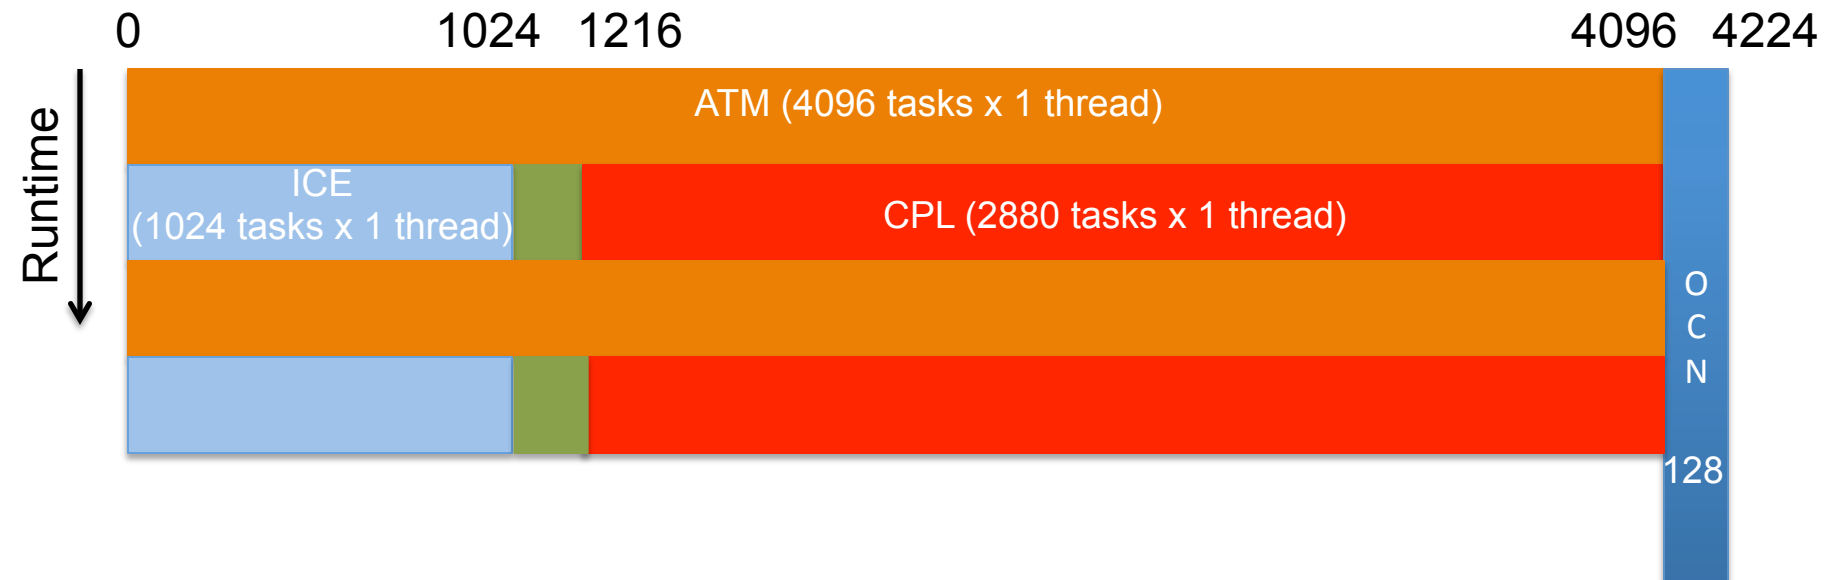 0 1024 1216 4096 4224
Runtime
ATM (4096 tasks x 1 thread)
ICE
(1024 tasks x 1 thread)
CPL (2880 tasks x 1 thread)
O
C
N
128